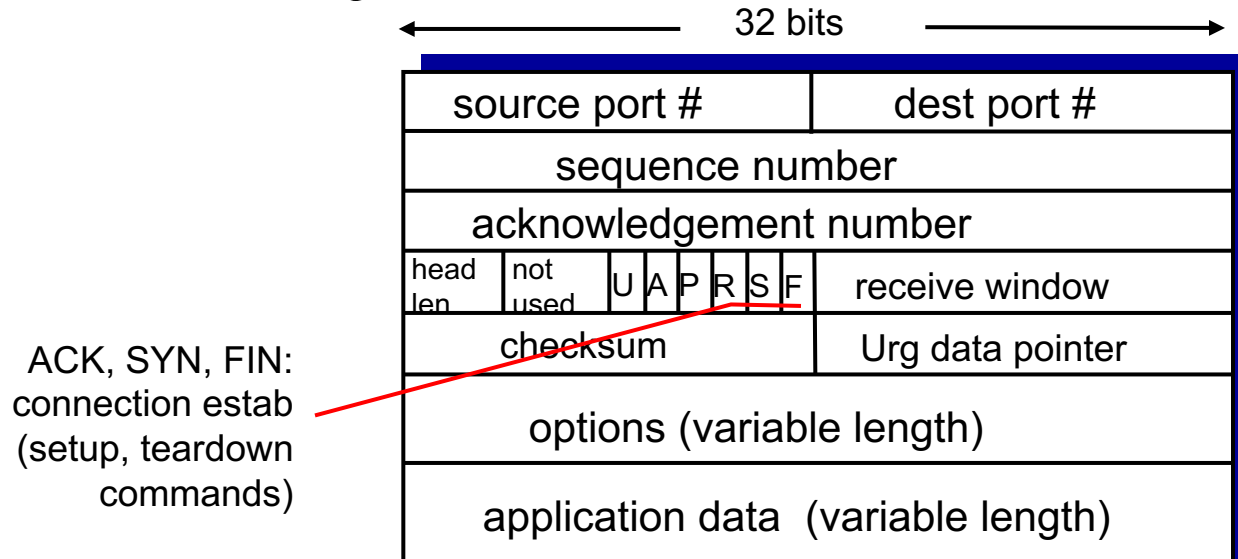 32 bits
source port # dest port #
sequence number
acknowledgement number
head len not used U A P R S F receive window
checksum Urg data pointer
ACK, SYN, FIN:
connection estab
(setup, teardown
commands)
options (variable length)
application data (variable length)